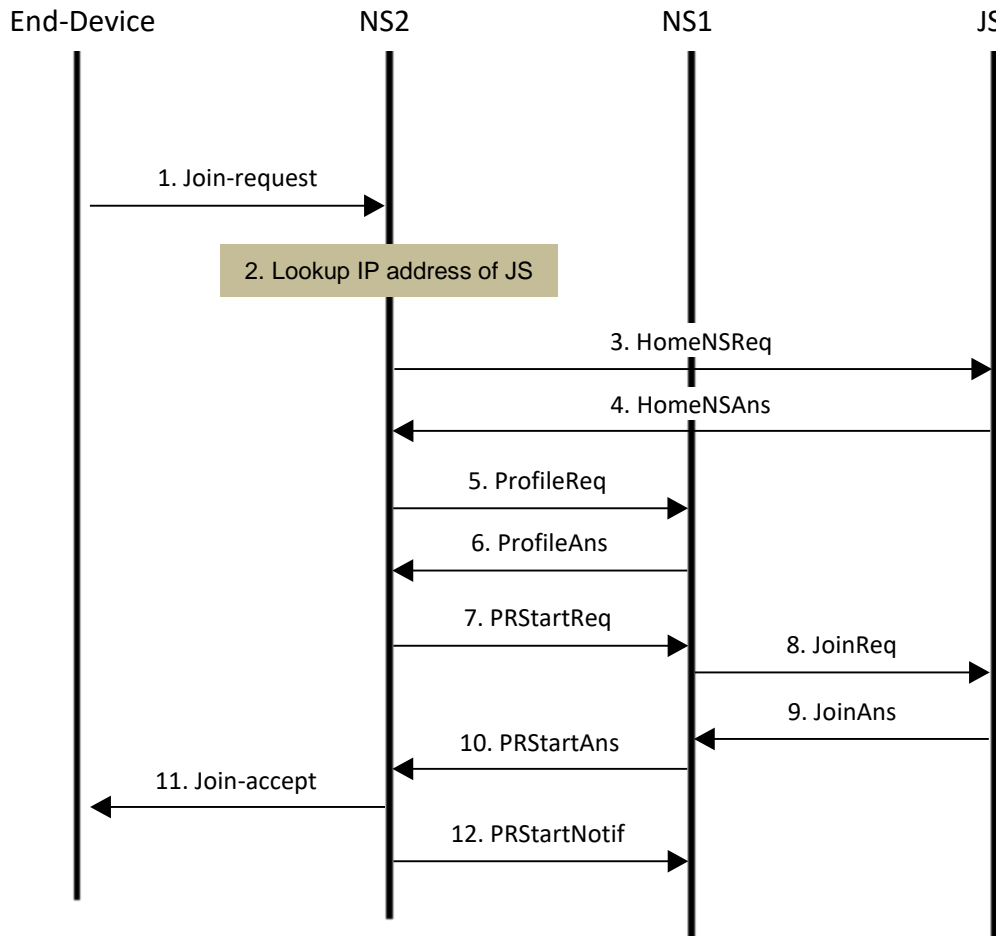 End-Device
NS2
NS1
JS
1. Join-request
2. Lookup IP address of JS
3. HomeNSReq
4. HomeNSAns
5. ProfileReq
6. ProfileAns
7. PRStartReq
8. JoinReq
9. JoinAns
10. PRStartAns
11. Join-accept
12. PRStartNotif